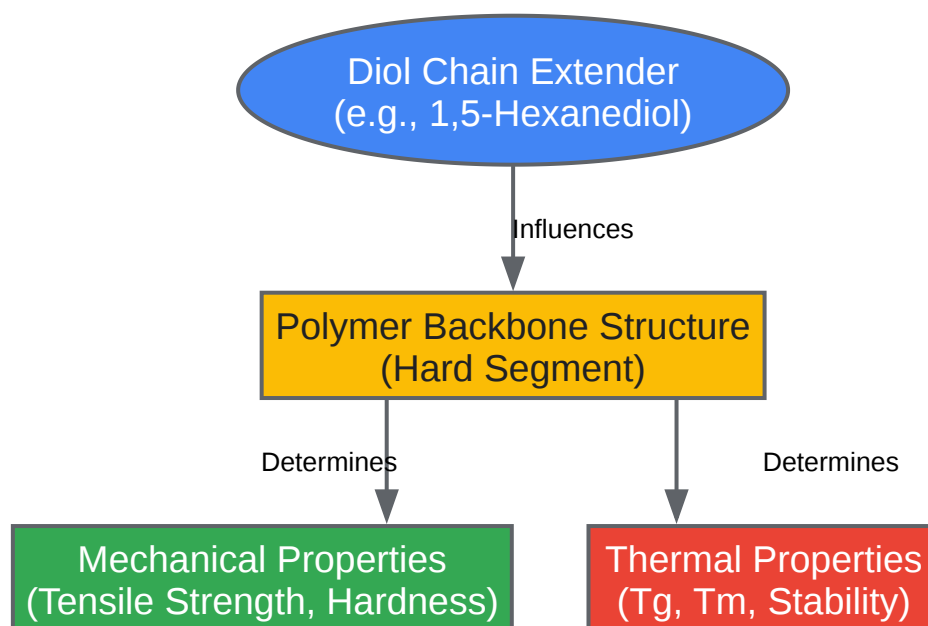 Diol Chain Extender
(e.g., 1,5-Hexanediol)
Influences
Polymer Backbone Structure
(Hard Segment)
Determines
Determines
Mechanical Properties
(Tensile Strength, Hardness)
Thermal Properties
(Tg, Tm, Stability)